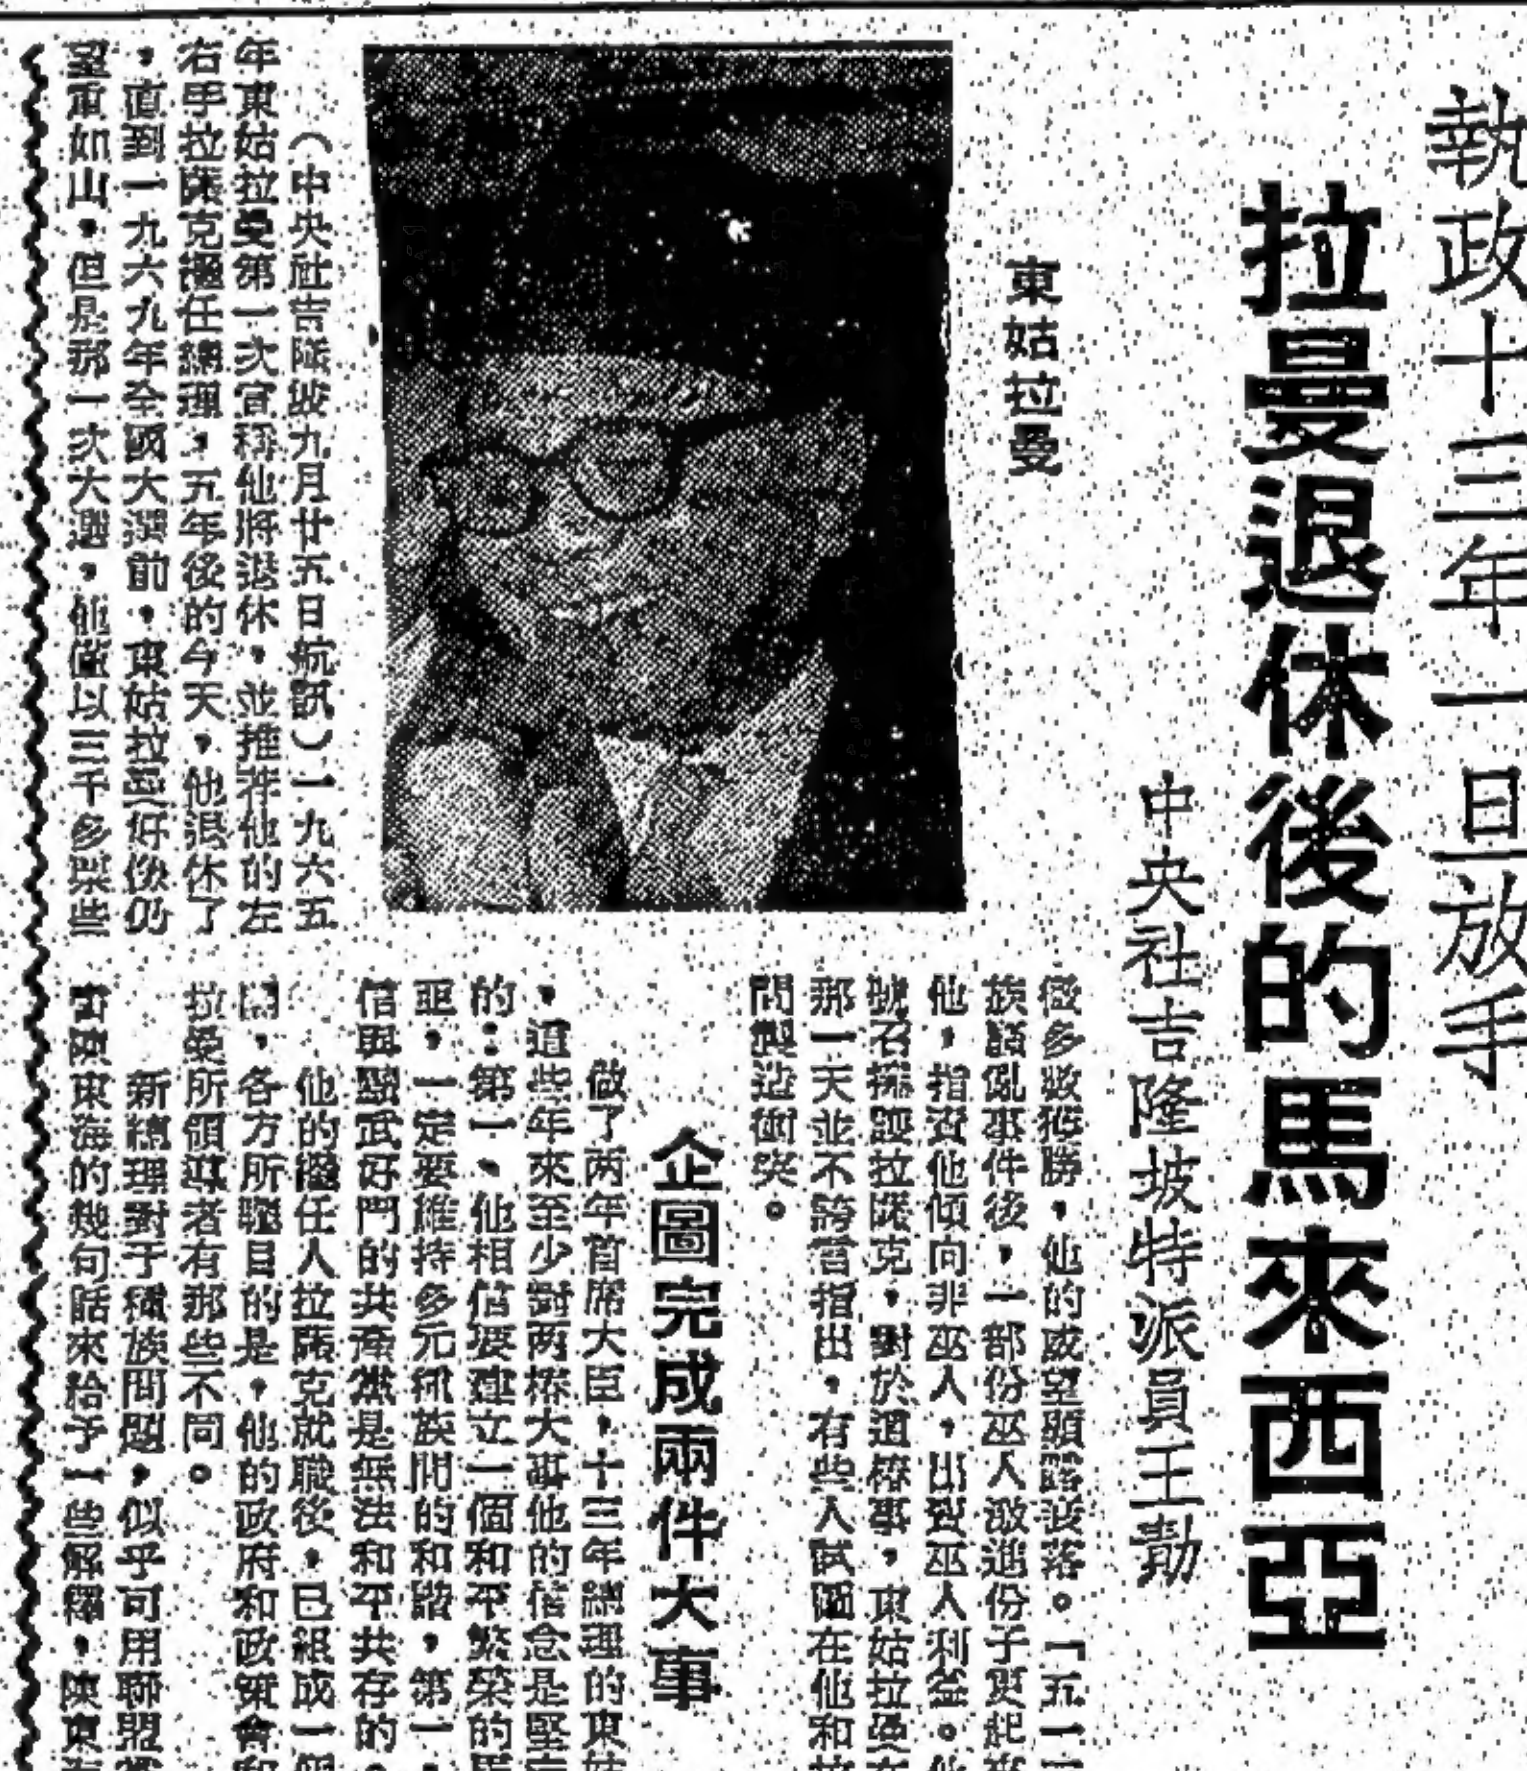 執政十三年一旦放手
拉曼退休後的馬來西亞
中央社吉隆坡特派員王勣
東姑拉曼
（中央社吉隆坡九月廿五日航訊）一九六五
年東姑拉曼第一次宣稱他將退休，並推荐他的左
右手拉薩克繼任總理，五年後的今天，他退休了
，直到一九六九年全國大選前，東姑拉曼好像仍
望重如山，但是那一次大選，他僅以三千多票些
從多數獲勝，他的威望顯露衰落。「五一三
族語亂事件後，一部份巫人激進份子更起來
他，指責他傾向非巫人，出賣巫人利益。他
號召擁護拉薩克，對於這樁事，東姑拉曼在
那一天並不諱言指出，有些人試圖在他和拉
間製造衝突。
企圖完成兩件大事
做了兩年首席大臣，十三年總理的東姑
，這些年來至少對兩樁大事他的信念是堅定
的：第一、他相信要建立一個和平繁榮的馬
亞，一定要維持多元種族間的和諧，第一，
信與黷武好鬥的共產黨是無法和平共存的。
他的繼任人拉薩克就職後，已組成一個
閣，各方所矚目的是，他的政府和政策會和
拉曼所領導者有那些不同。
新總理對于種族問題，似乎可用聯盟
陳東海的幾句話來給予一些解釋，陳東海